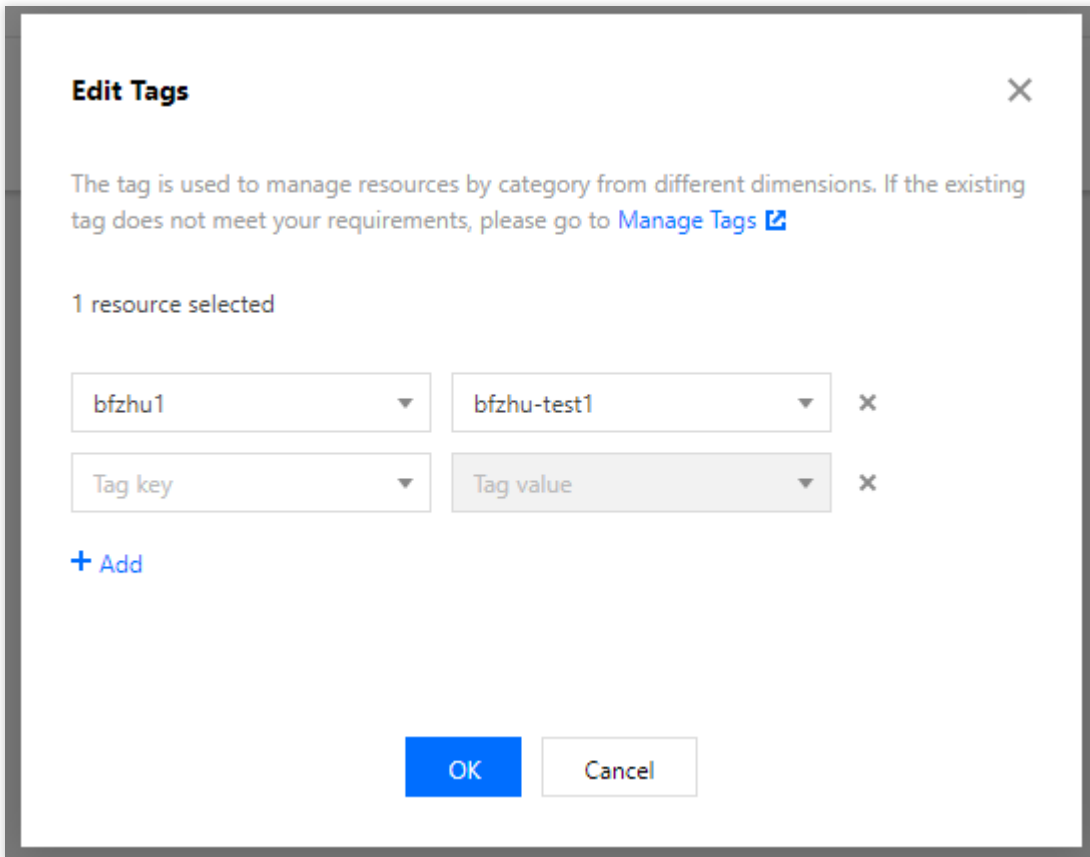 Edit Tags
The tag is used to manage resources by category from different dimensions. If the existing
tag does not meet your requirements, please go to Manage Tags
1 resource selected
bfzhu1 bfzhu-test1
Tag key Tag value
+ Add
OK Cancel